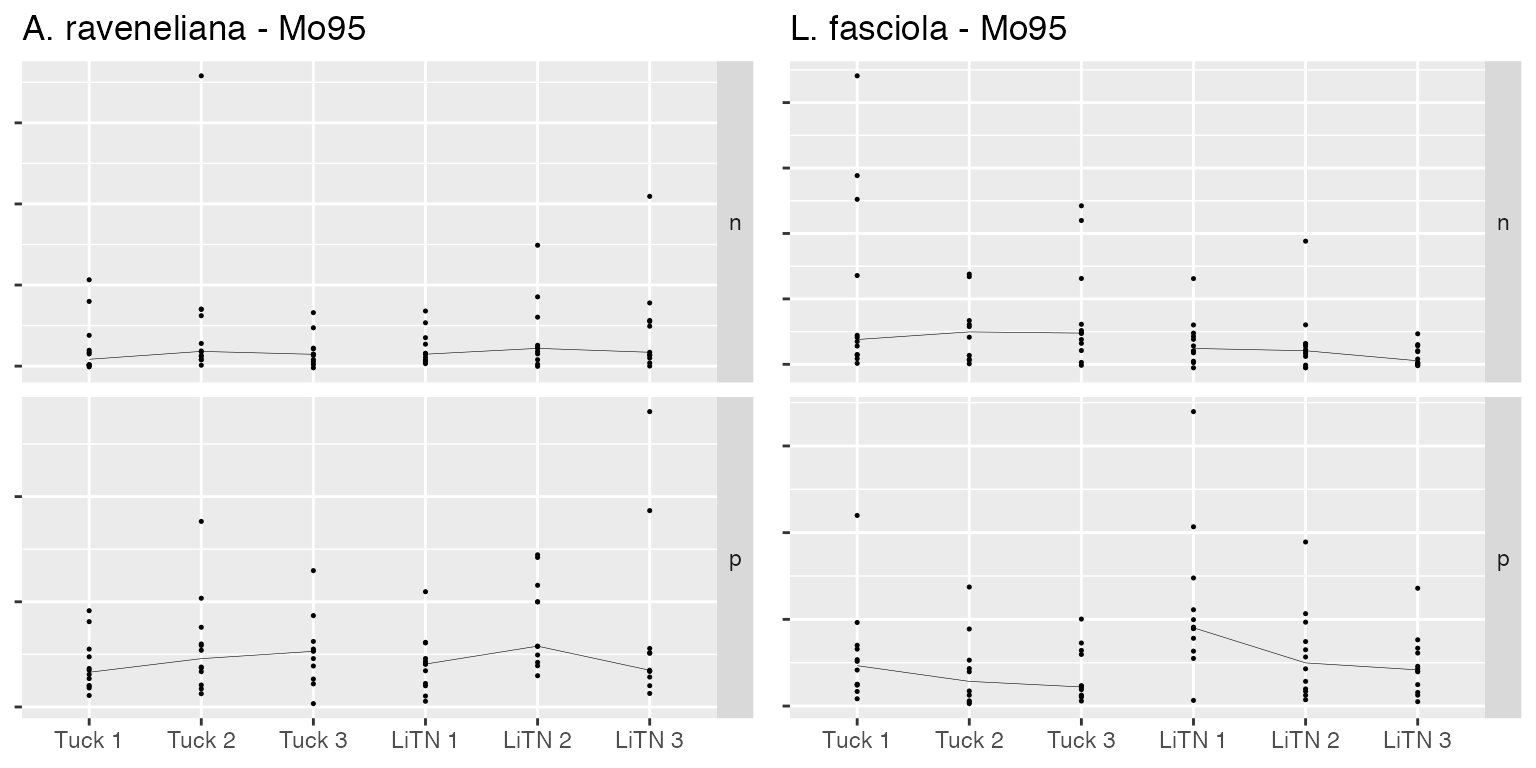 A. raveneliana - Mo95
L. fasciola - Mo95
n
n
p
p
Tuck 1 Tuck 2 Tuck 3 LiTN 1 LiTN 2 LiTN 3
Tuck 1 Tuck 2 Tuck 3 LiTN 1 LiTN 2 LiTN 3